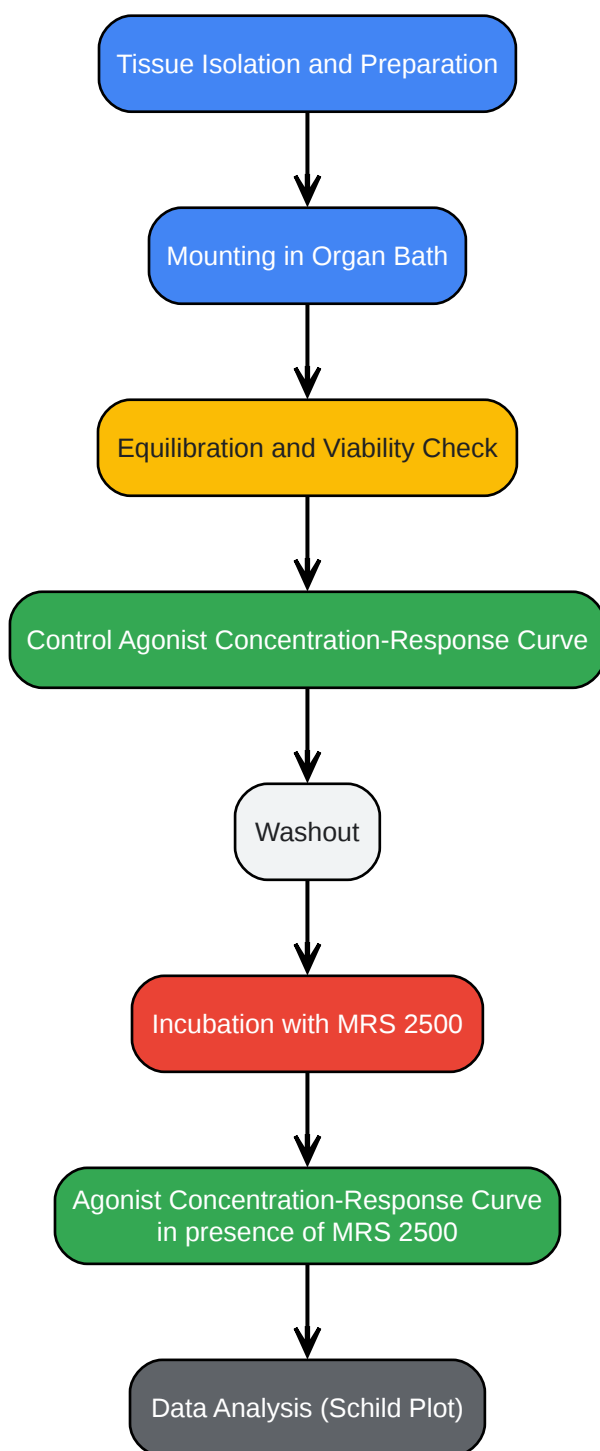 Tissue Isolation and Preparation
Mounting in Organ Bath
Equilibration and Viability Check
Control Agonist Concentration-Response Curve
Washout
Incubation with MRS 2500
Agonist Concentration-Response Curve
in presence of MRS 2500
Data Analysis (Schild Plot)